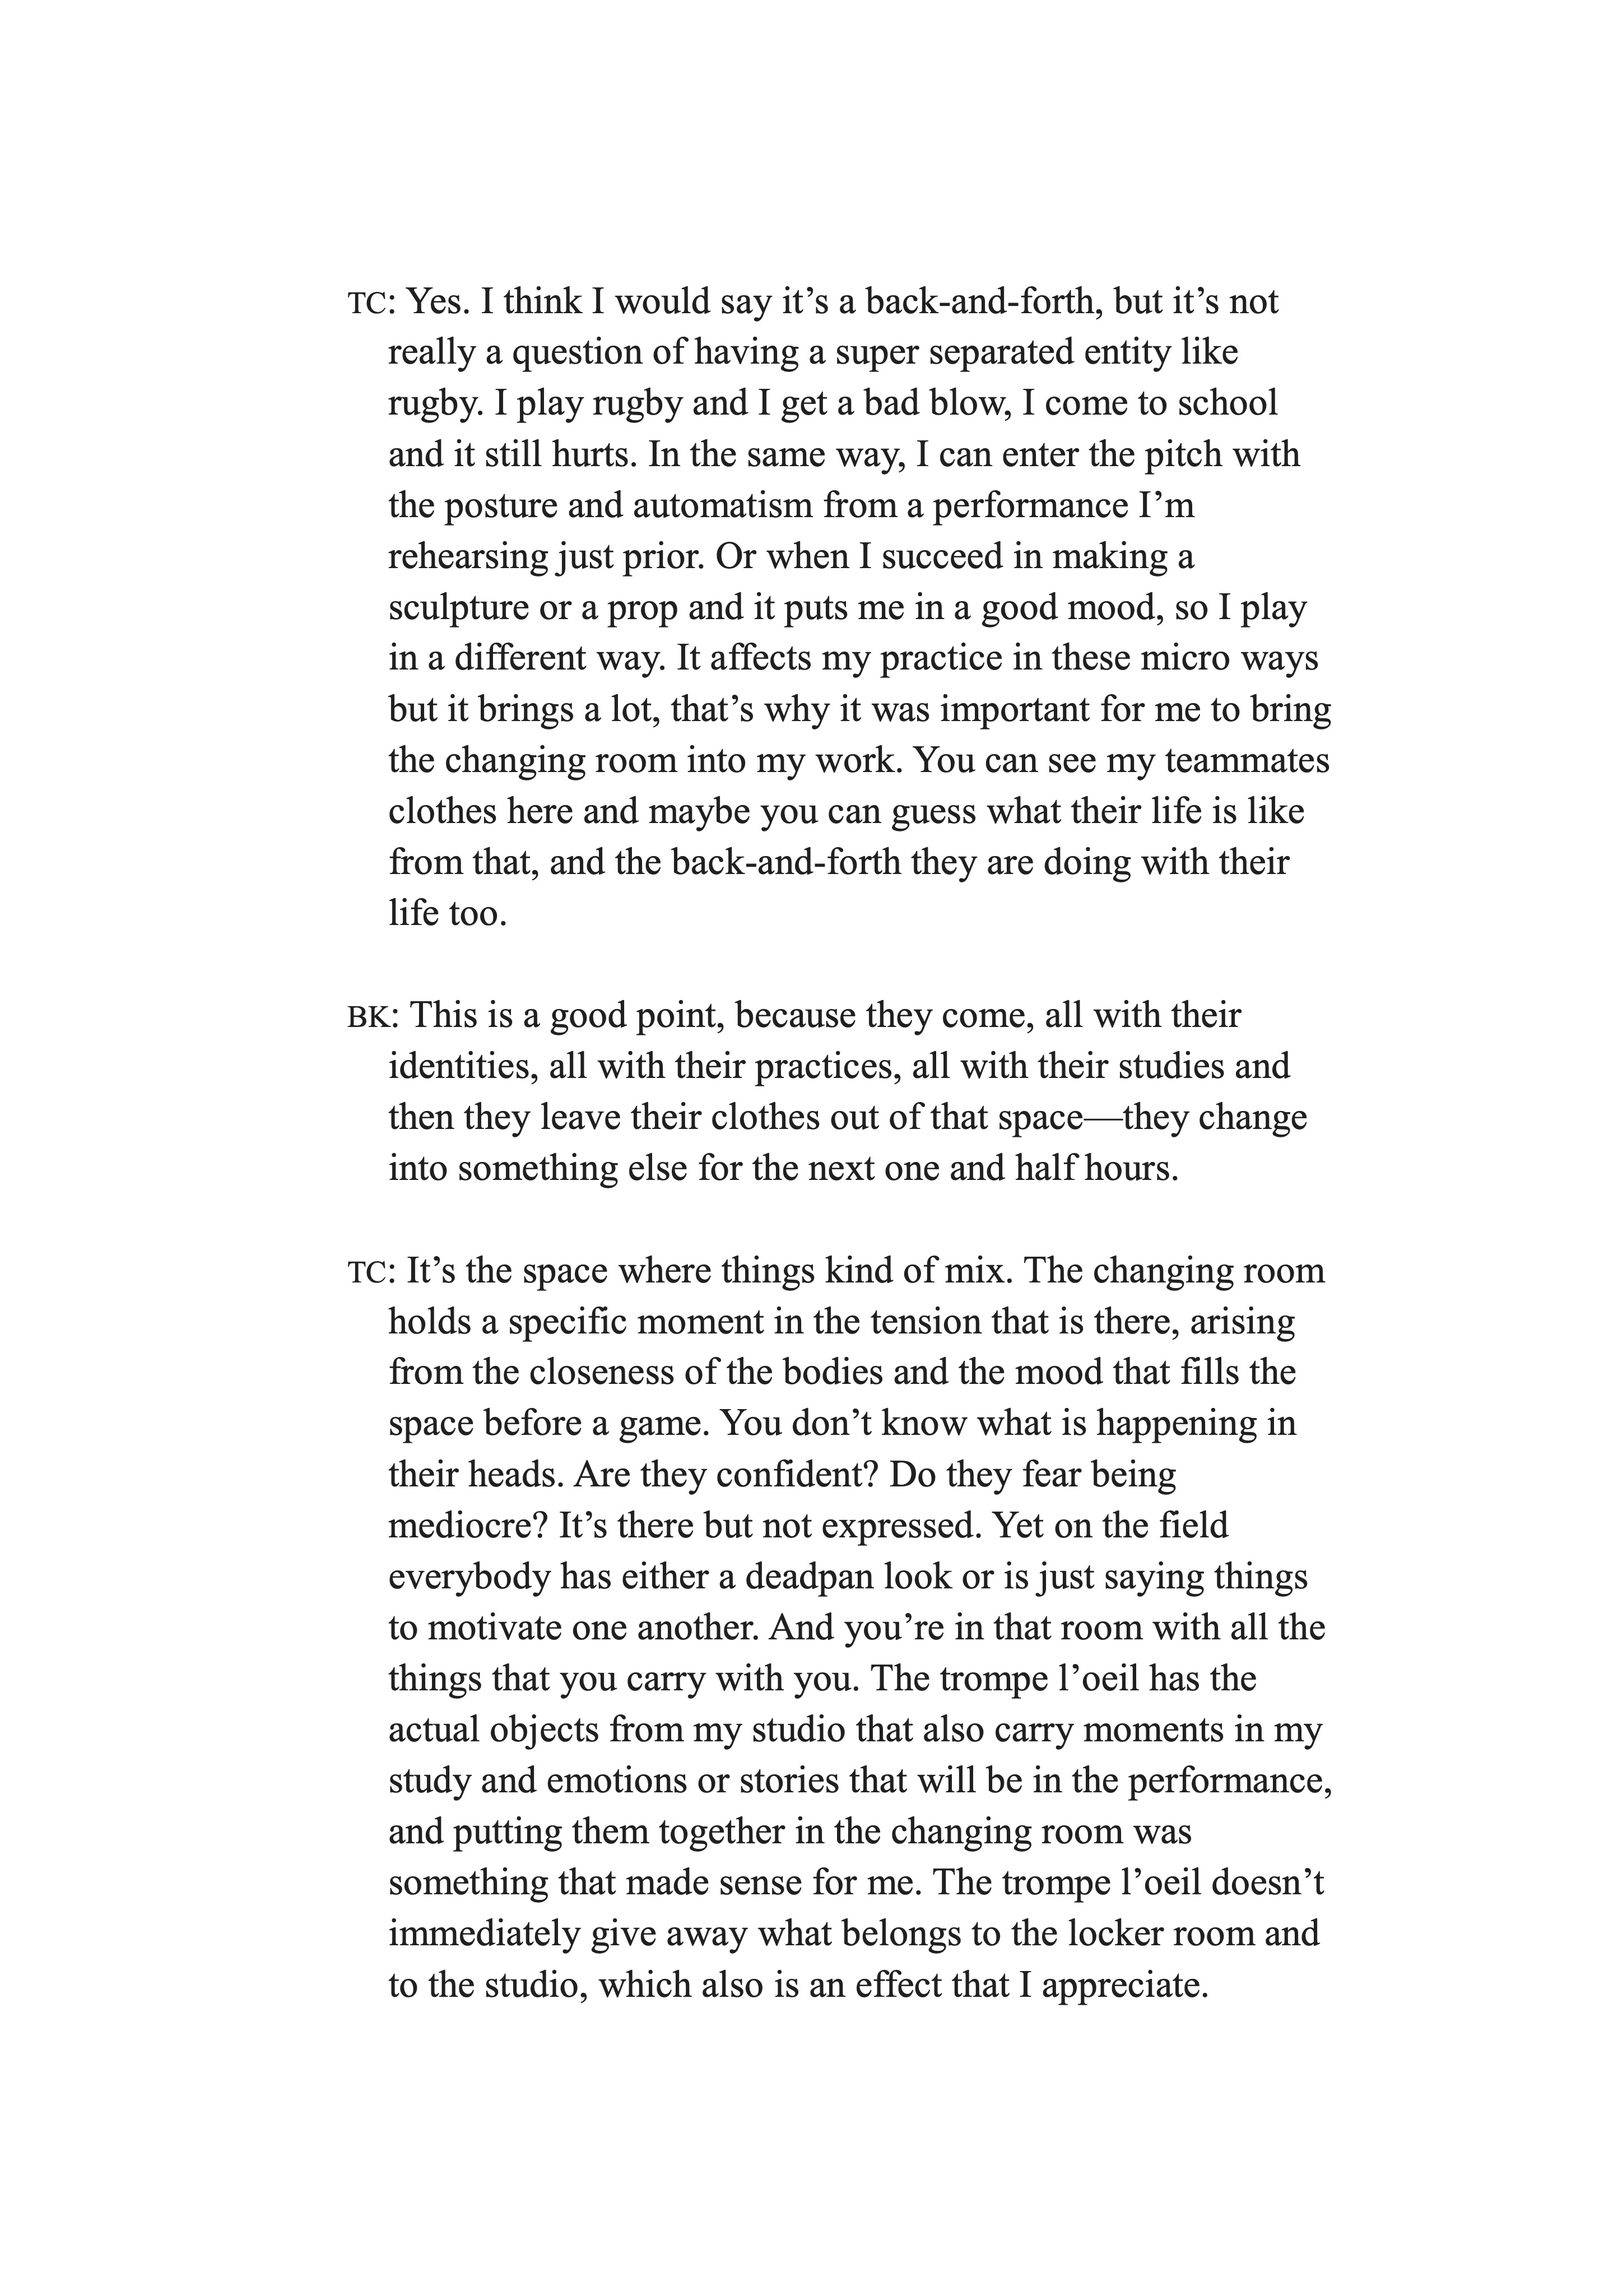 TC: Yes. I think I would say it’s a back-and-forth, but it’s not
really a question of having a super separated entity like
rugby. I play rugby and I get a bad blow, I come to school
and it still hurts. In the same way, I can enter the pitch with
the posture and automatism from a performance I’m
rehearsing just prior. Or when I succeed in making a
sculpture or a prop and it puts me in a good mood, so I play
in a different way. It affects my practice in these micro ways
but it brings a lot, that’s why it was important for me to bring
the changing room into my work. You can see my teammates
clothes here and maybe you can guess what their life is like
from that, and the back-and-forth they are doing with their
life too.
BK: This is a good point, because they come, all with their
identities, all with their practices, all with their studies and
then they leave their clothes out of that space—they change
into something else for the next one and half hours.
TC: It’s the space where things kind of mix. The changing room
holds a specific moment in the tension that is there, arising
from the closeness of the bodies and the mood that fills the
space before a game. You don’t know what is happening in
their heads. Are they confident? Do they fear being
mediocre? It’s there but not expressed. Yet on the field
everybody has either a deadpan look or is just saying things
to motivate one another. And you’re in that room with all the
things that you carry with you. The trompe l’oeil has the
actual objects from my studio that also carry moments in my
study and emotions or stories that will be in the performance,
and putting them together in the changing room was
something that made sense for me. The trompe l’oeil doesn’t
immediately give away what belongs to the locker room and
to the studio, which also is an effect that I appreciate.